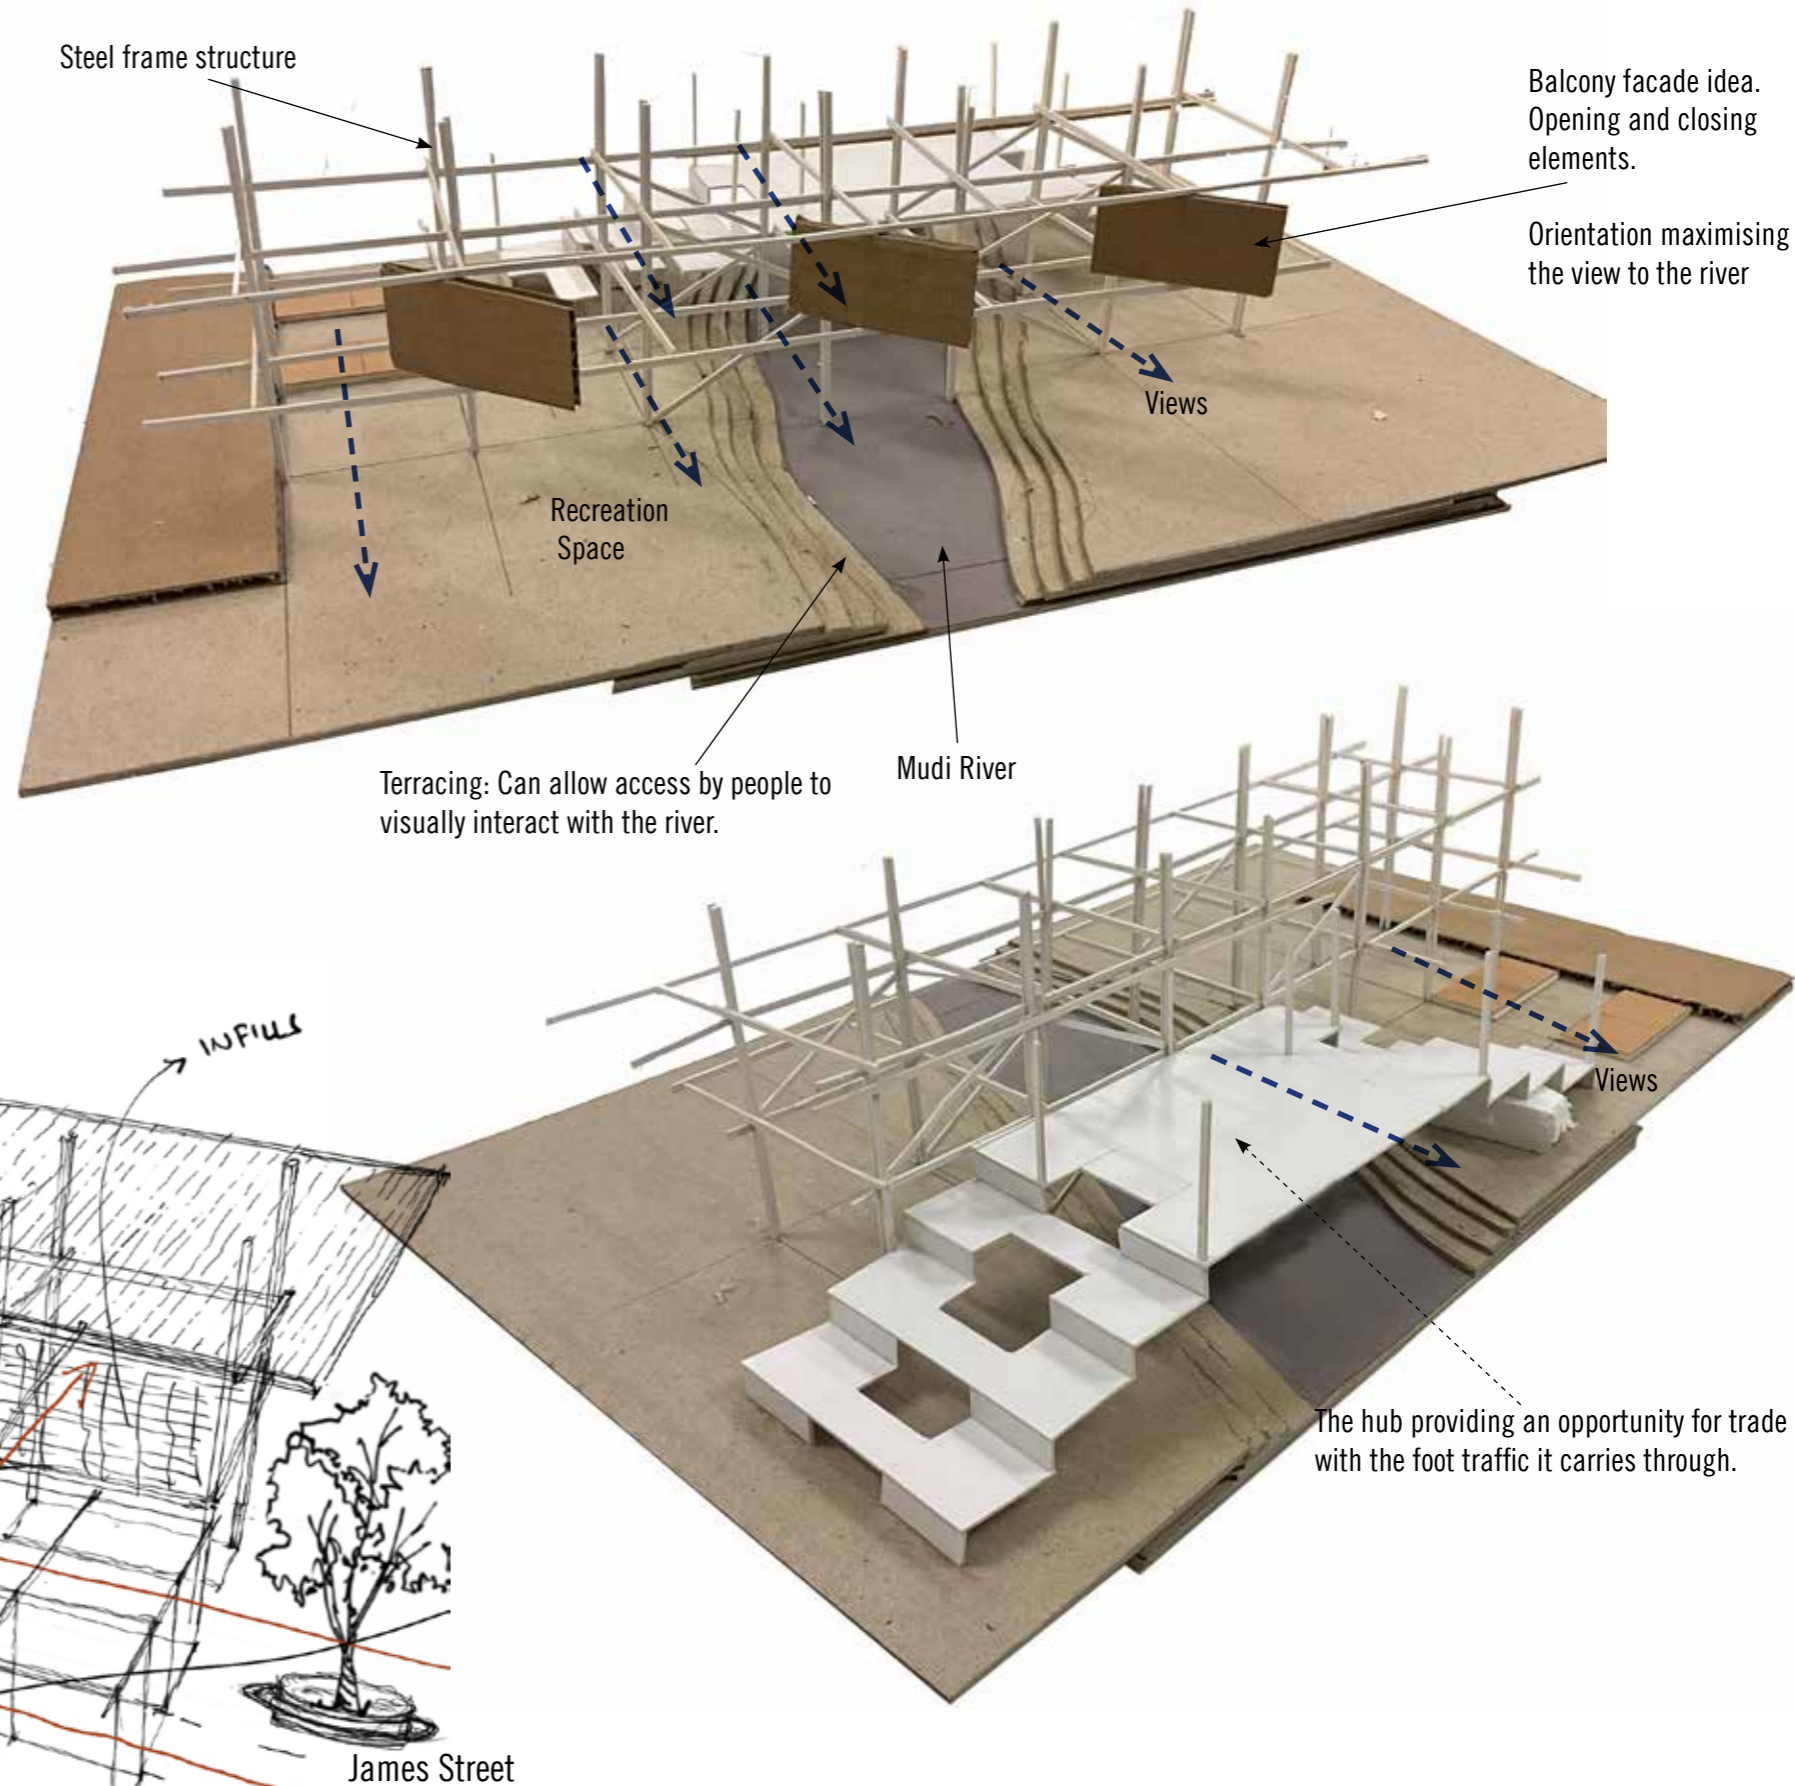 Steel frame structure
Balcony facade idea.
Opening and closing
elements.
Orientation maximising
the view to the river
Views
Recreation
Space
Terracing: Can allow access by people to
visually interact with the river.
Mudi River
INFILLS
Views
The hub providing an opportunity for trade
with the foot traffic it carries through.
James Street